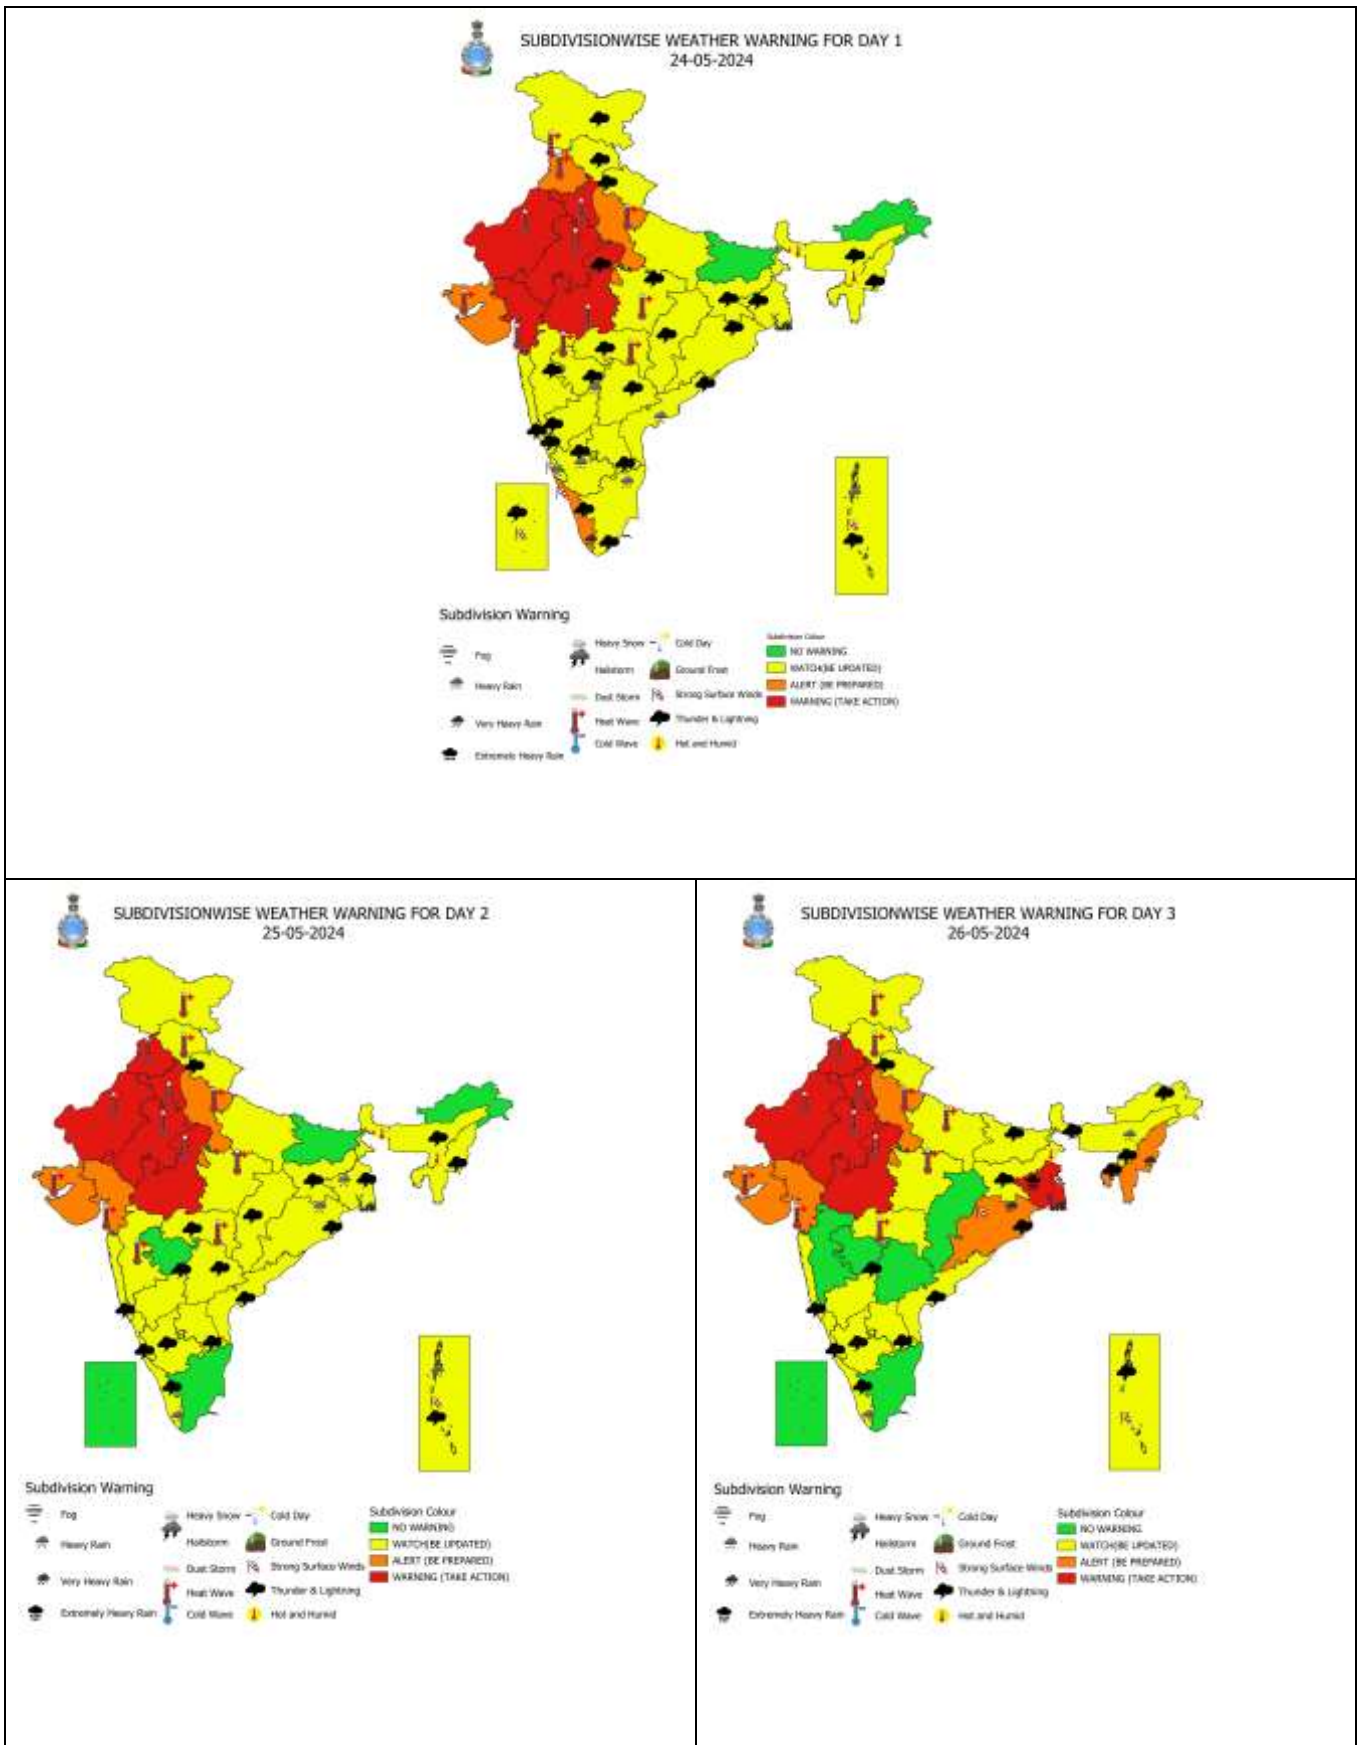 SUBDIVISIONWISE WEATHER WARNING FOR DAY 1
24-05-2024
Subdivision Warning
Fog
Heavy Rain
Very Heavy Rain
Extremely Heavy Rain
Heavy Snow
Hailstorm
Dust Storm
Heat Wave
Cold Wave
Cold Day
Ground Frost
Strong Surface Winds
Thunder & Lightning
Hot and Humid
Subdivision Colour
NO WARNING
WATCH(BE UPDATED)
ALERT (BE PREPARED)
WARNING (TAKE ACTION)
SUBDIVISIONWISE WEATHER WARNING FOR DAY 2
25-05-2024
Subdivision Warning
Fog
Heavy Rain
Very Heavy Rain
Extremely Heavy Rain
Heavy Snow
Hailstorm
Dust Storm
Heat Wave
Cold Wave
Cold Day
Ground Frost
Strong Surface Winds
Thunder & Lightning
Hot and Humid
Subdivision Colour
NO WARNING
WATCH(BE UPDATED)
ALERT (BE PREPARED)
WARNING (TAKE ACTION)
SUBDIVISIONWISE WEATHER WARNING FOR DAY 3
26-05-2024
Subdivision Warning
Fog
Heavy Rain
Very Heavy Rain
Extremely Heavy Rain
Heavy Snow
Hailstorm
Dust Storm
Heat Wave
Cold Wave
Cold Day
Ground Frost
Strong Surface Winds
Thunder & Lightning
Hot and Humid
Subdivision Colour
NO WARNING
WATCH(BE UPDATED)
ALERT (BE PREPARED)
WARNING (TAKE ACTION)